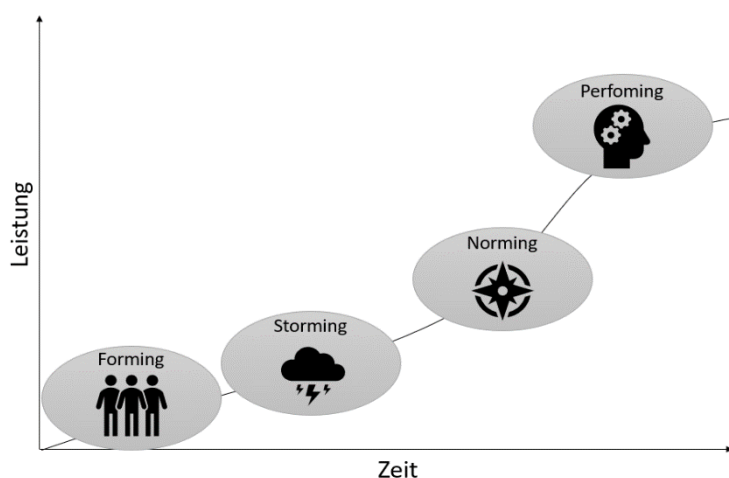 Perfoming
Norming
Storming
Forming
Leistung
Zeit